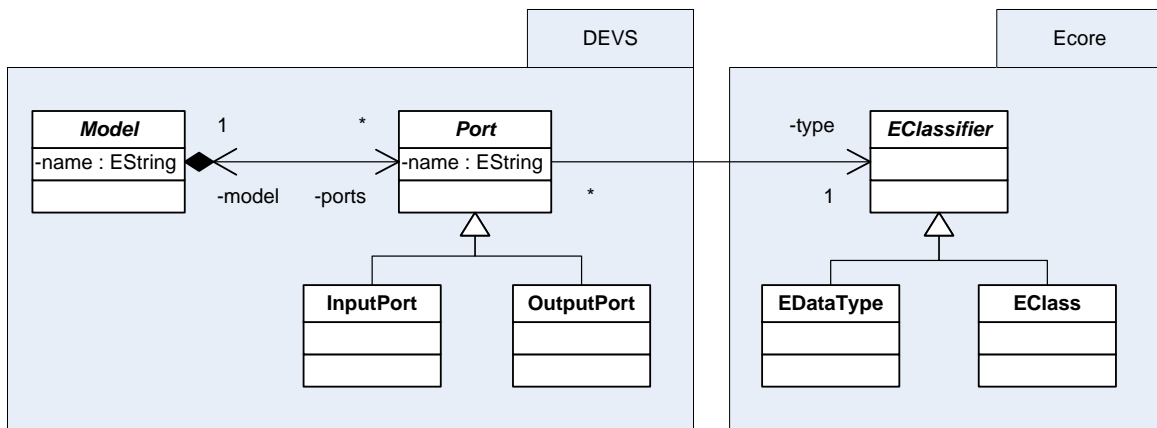 DEVS
Ecore
Model
-name : EString
1
*
-model
-ports
Port
-name : EString
*
-type
1
EClassifier
InputPort
OutputPort
EDataType
EClass